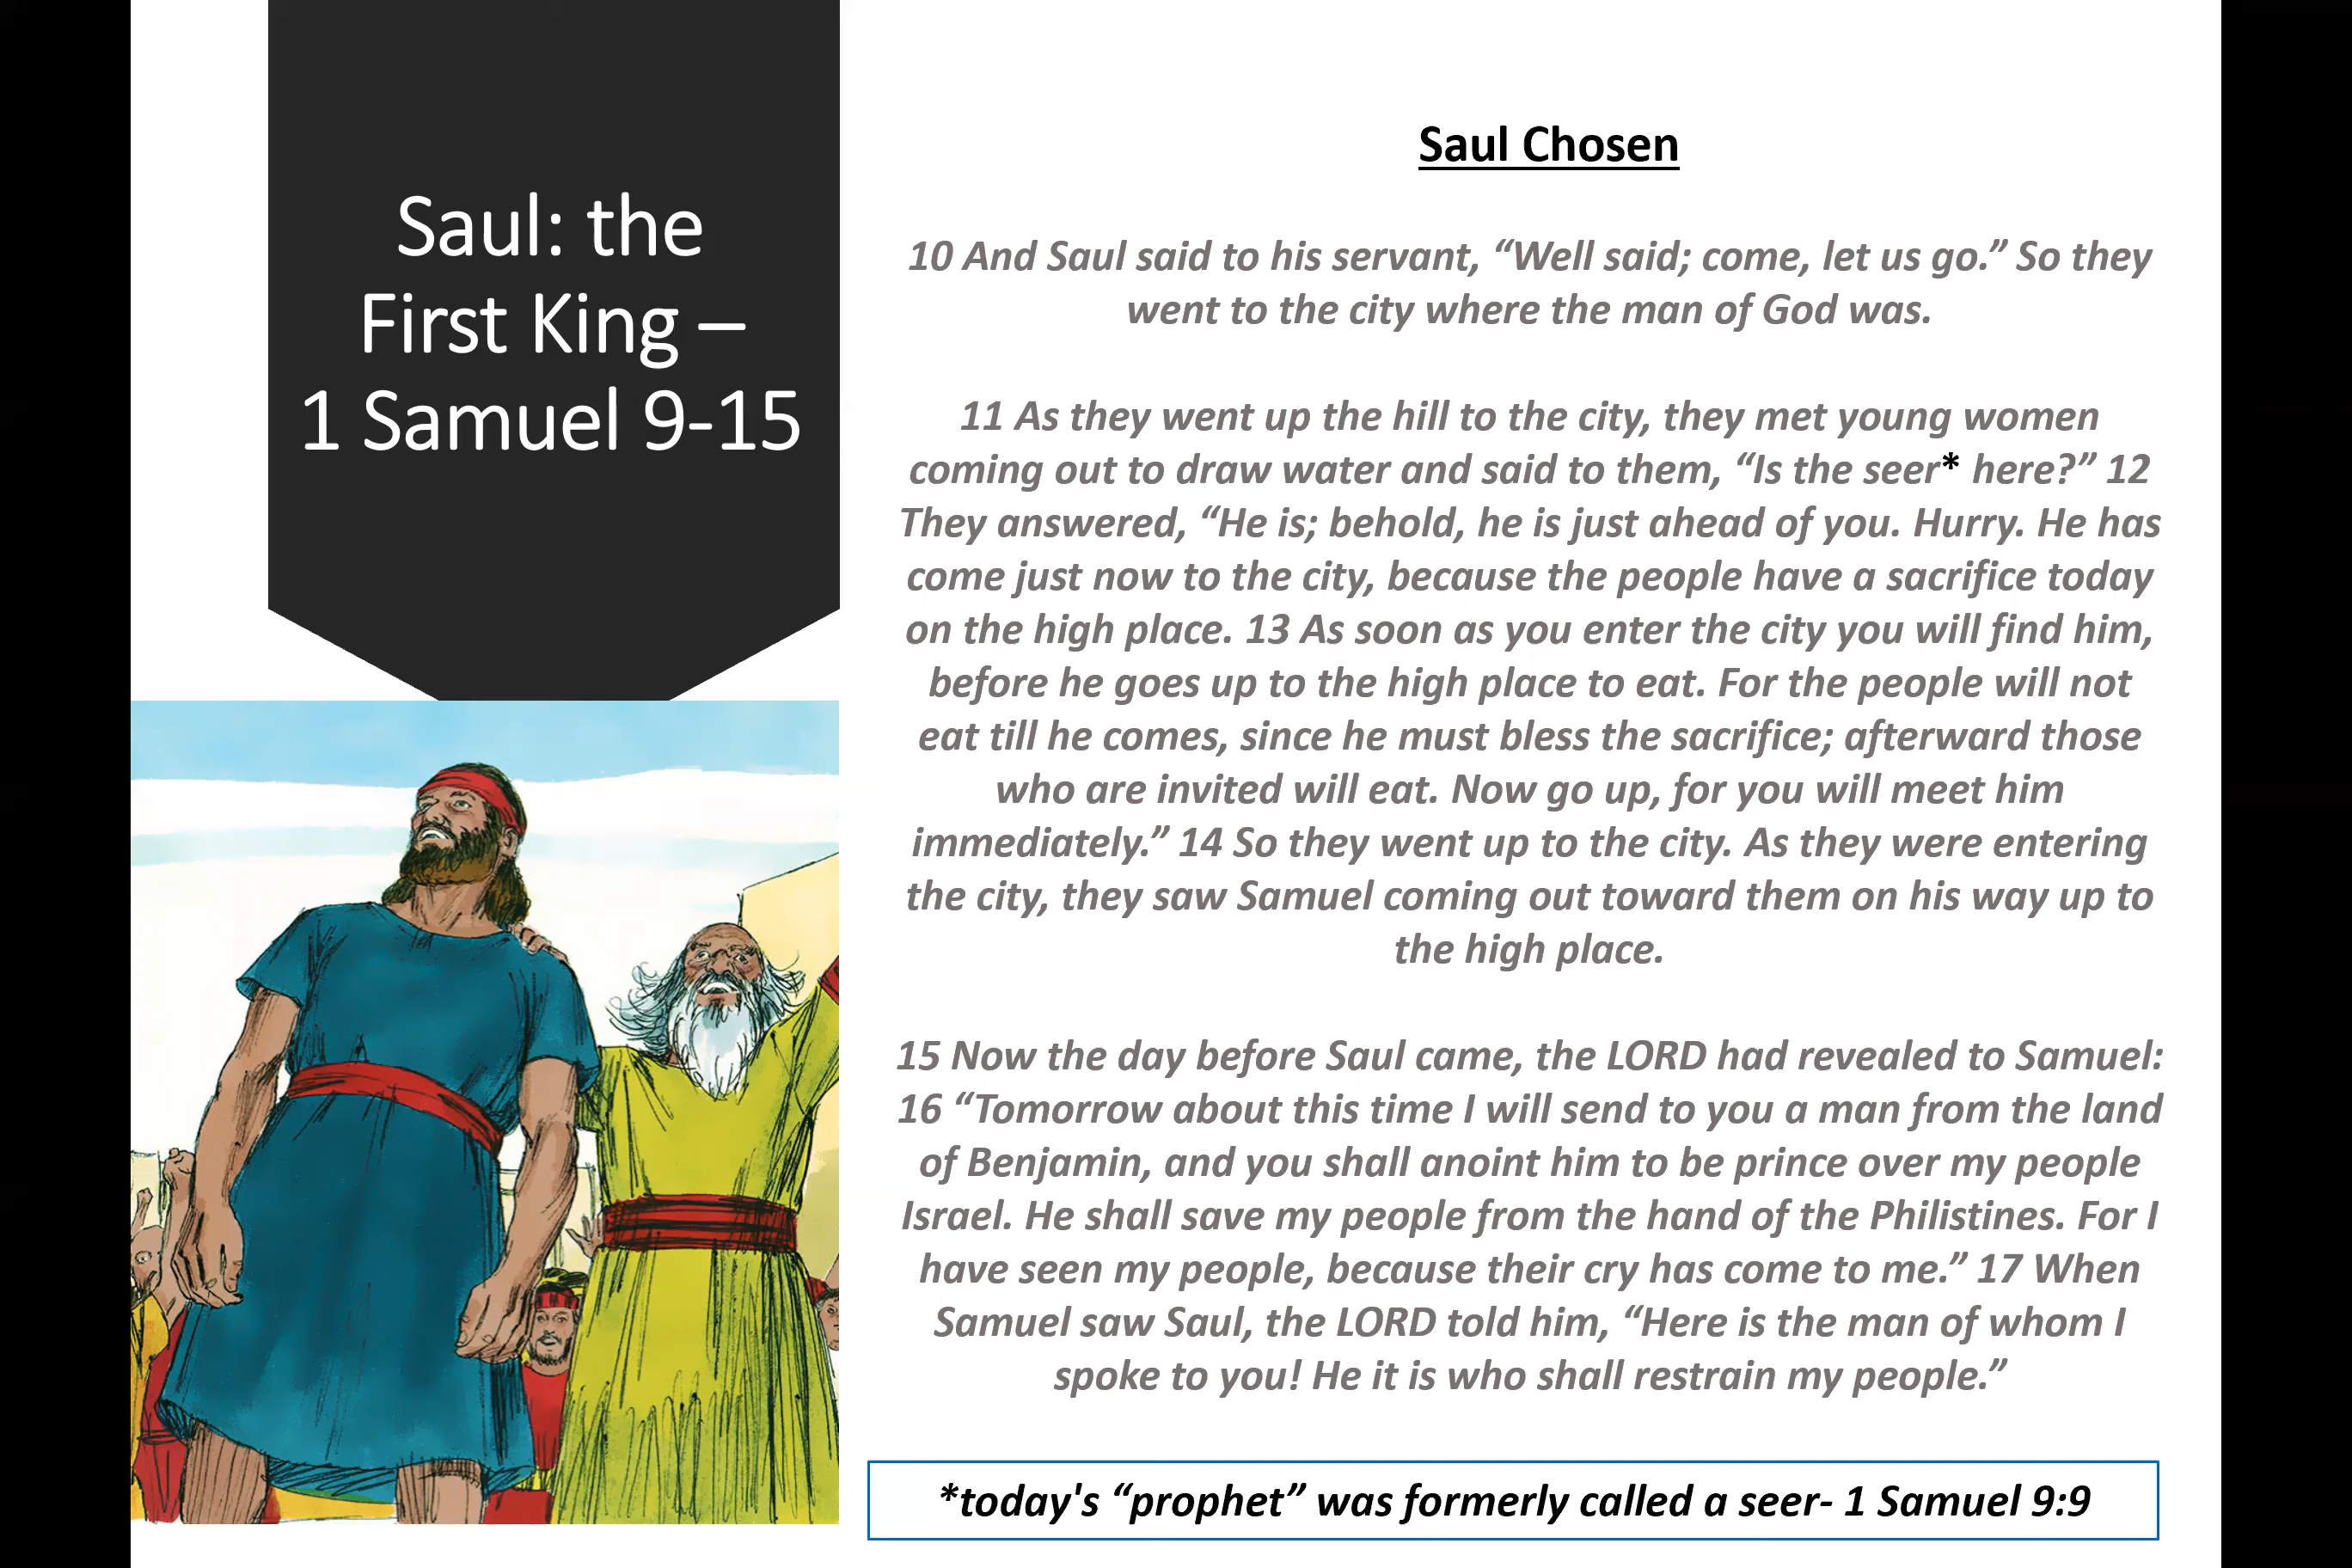 Saul: the
First King –
1 Samuel 9-15
Saul Chosen
10 And Saul said to his servant, “Well said; come, let us go.” So they
went to the city where the man of God was.
11 As they went up the hill to the city, they met young women
coming out to draw water and said to them, “Is the seer* here?” 12
They answered, “He is; behold, he is just ahead of you. Hurry. He has
come just now to the city, because the people have a sacrifice today
on the high place. 13 As soon as you enter the city you will find him,
before he goes up to the high place to eat. For the people will not
eat till he comes, since he must bless the sacrifice; afterward those
who are invited will eat. Now go up, for you will meet him
immediately.” 14 So they went up to the city. As they were entering
the city, they saw Samuel coming out toward them on his way up to
the high place.
15 Now the day before Saul came, the LORD had revealed to Samuel:
16 “Tomorrow about this time I will send to you a man from the land
of Benjamin, and you shall anoint him to be prince over my people
Israel. He shall save my people from the hand of the Philistines. For I
have seen my people, because their cry has come to me.” 17 When
Samuel saw Saul, the LORD told him, “Here is the man of whom I
spoke to you! He it is who shall restrain my people.”
*today's “prophet” was formerly called a seer- 1 Samuel 9:9